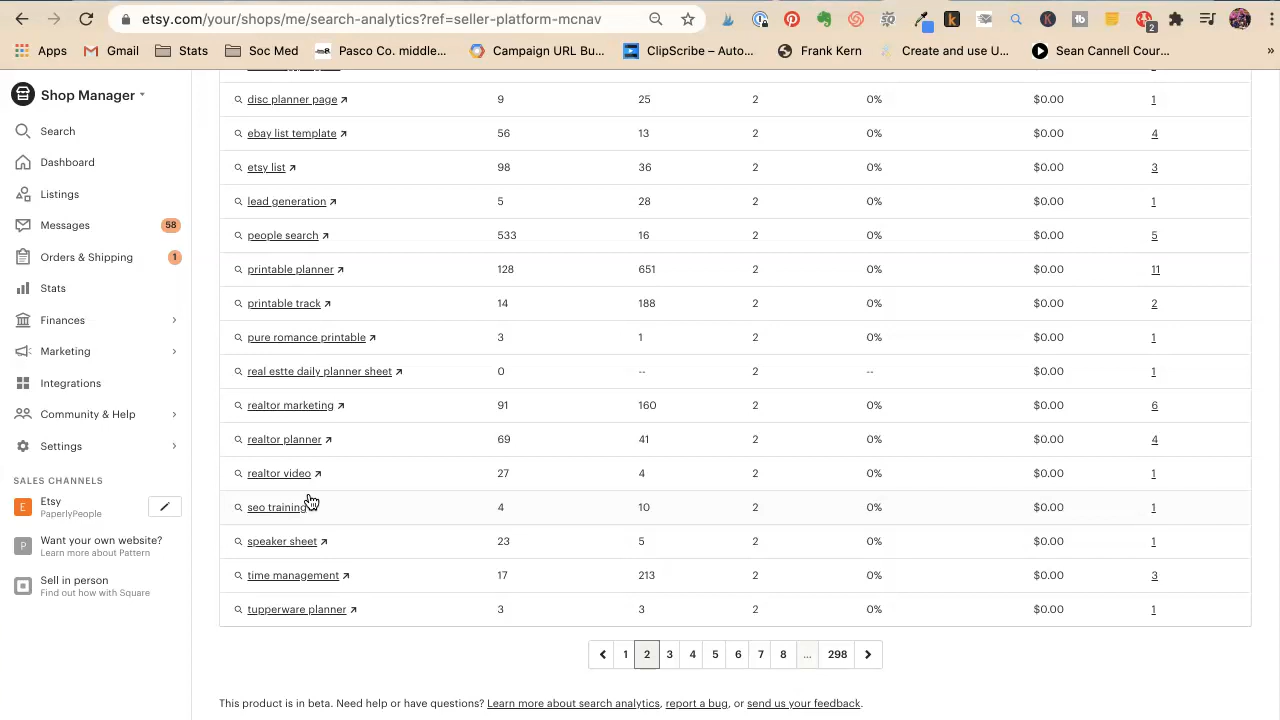 etsy.com/your/shops/me/search-analytics?ref=seller-platform-mcnav
2
Apps Gmail Stats Soc Med Pasco Co. middle... Campaign URL Bu... ClipScribe – Auto... Frank Kern Create and use U... Sean Cannell Cour... »
Shop Manager
Search
Dashboard
Listings
Messages 58
Orders & Shipping 1
Stats
Finances
Marketing
Integrations
Community & Help
Settings
SALES CHANNELS
E Etsy
PaperlyPeople
P Want your own website?
Learn more about Pattern
Sell in person
Find out how with Square
disc planner page 9 25 2 0% $0.00 1
ebay list template 56 13 2 0% $0.00 4
etsy list 98 36 2 0% $0.00 3
lead generation 5 28 2 0% $0.00 1
people search 533 16 2 0% $0.00 5
printable planner 128 651 2 0% $0.00 11
printable track 14 188 2 0% $0.00 2
pure romance printable 3 1 2 0% $0.00 1
real estte daily planner sheet 0 -- 2 -- $0.00 1
realtor marketing 91 160 2 0% $0.00 6
realtor planner 69 41 2 0% $0.00 4
realtor video 27 4 2 0% $0.00 1
seo training 4 10 2 0% $0.00 1
speaker sheet 23 5 2 0% $0.00 1
time management 17 213 2 0% $0.00 3
tupperware planner 3 3 2 0% $0.00 1
1 2 3 4 5 6 7 8 ... 298
This product is in beta. Need help or have questions? Learn more about search analytics, report a bug, or send us your feedback.